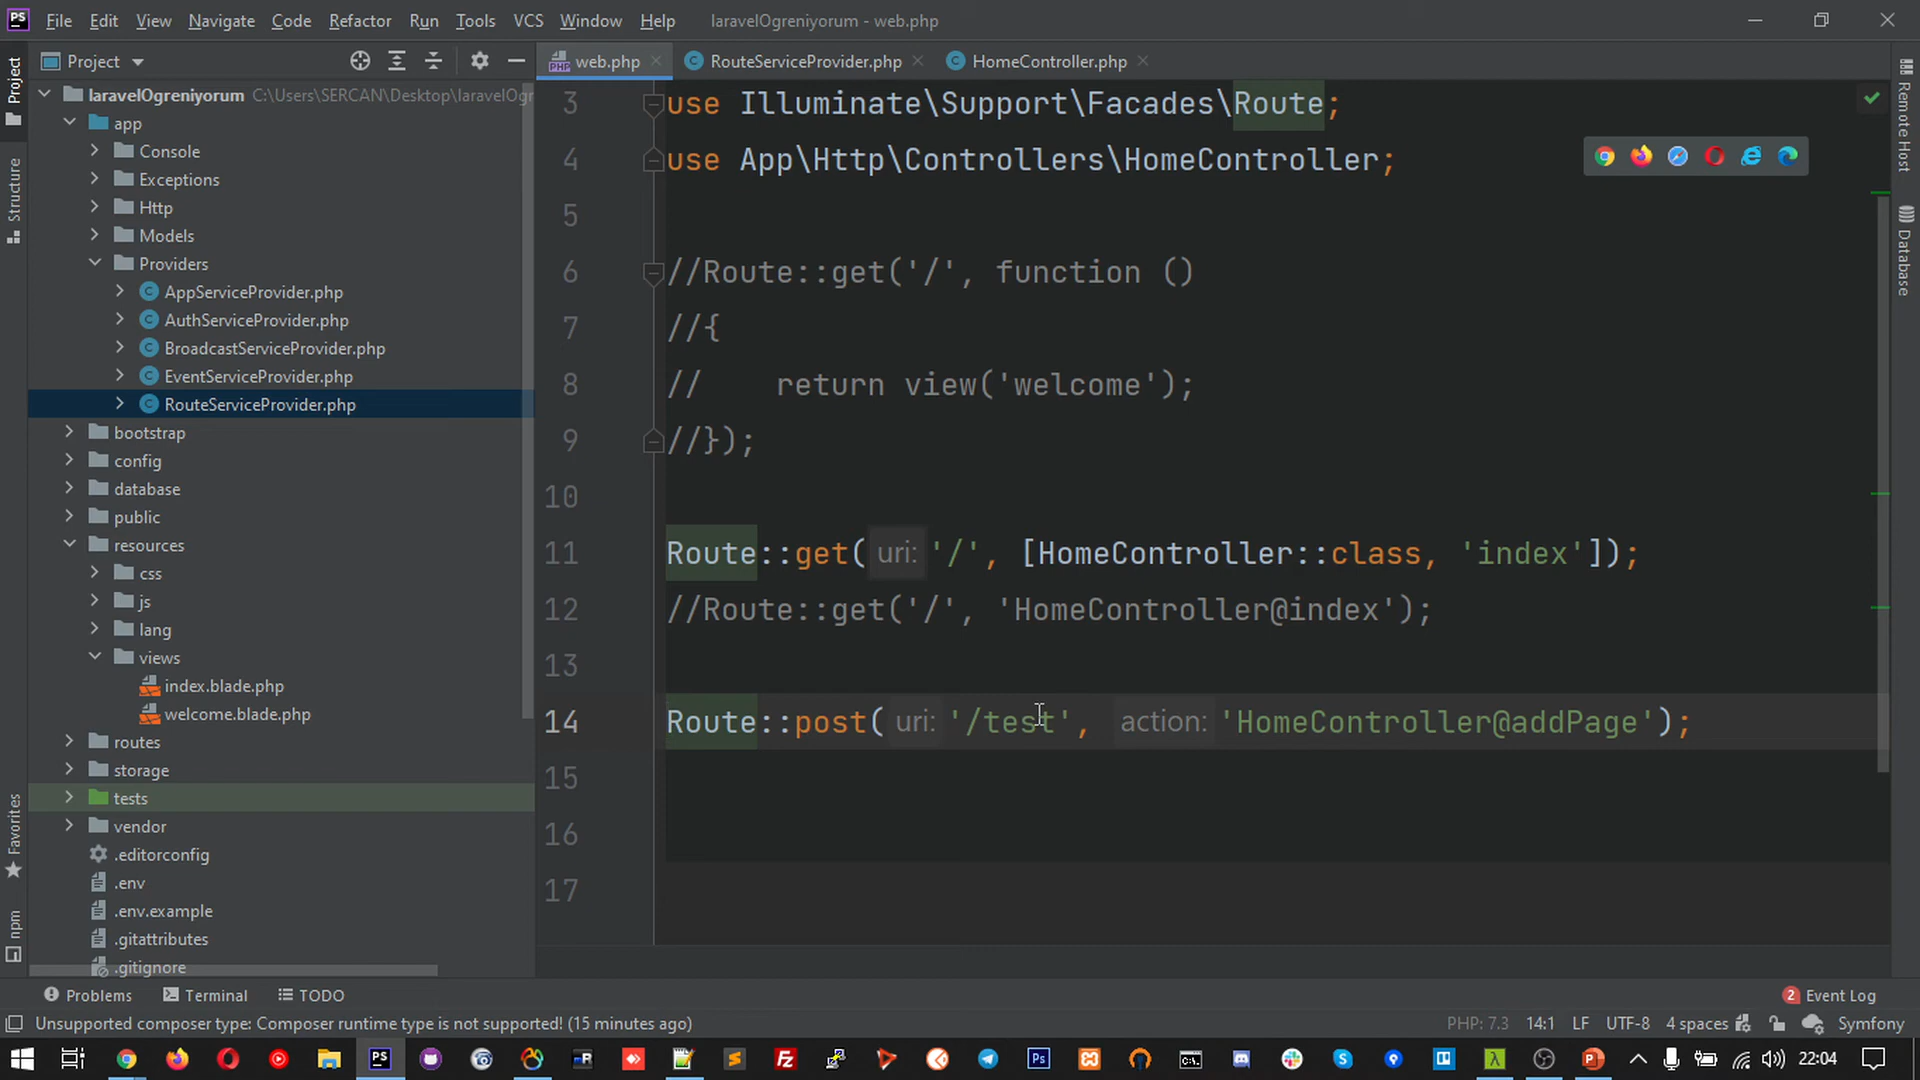 PS File Edit View Navigate Code Refactor Run Tools VCS Window Help laravelOgreniyorum - web.php
Project
web.php
RouteServiceProvider.php
HomeController.php
Project
Structure
Favorites
npm
laravelOgreniyorum C:\Users\SERCAN\Desktop\laravelOgr
app
Console
Exceptions
Http
Models
Providers
AppServiceProvider.php
AuthServiceProvider.php
BroadcastServiceProvider.php
EventServiceProvider.php
RouteServiceProvider.php
bootstrap
config
database
public
resources
css
js
lang
views
index.blade.php
welcome.blade.php
routes
storage
tests
vendor
.editorconfig
.env
.env.example
.gitattributes
.gitignore
3 use Illuminate\Support\Facades\Route;
4 use App\Http\Controllers\HomeController;
5
6 //Route::get('/', function ()
7 //{
8 //    return view('welcome');
9 //});
10
11 Route::get( uri: '/', [HomeController::class, 'index']);
12 //Route::get('/', 'HomeController@index');
13
14 Route::post( uri: '/test', action: 'HomeController@addPage');
15
16
17
Remote Host
Database
Problems Terminal TODO
2 Event Log
Unsupported composer type: Composer runtime type is not supported! (15 minutes ago)
PHP: 7.3 14:1 LF UTF-8 4 spaces Symfony
22:04